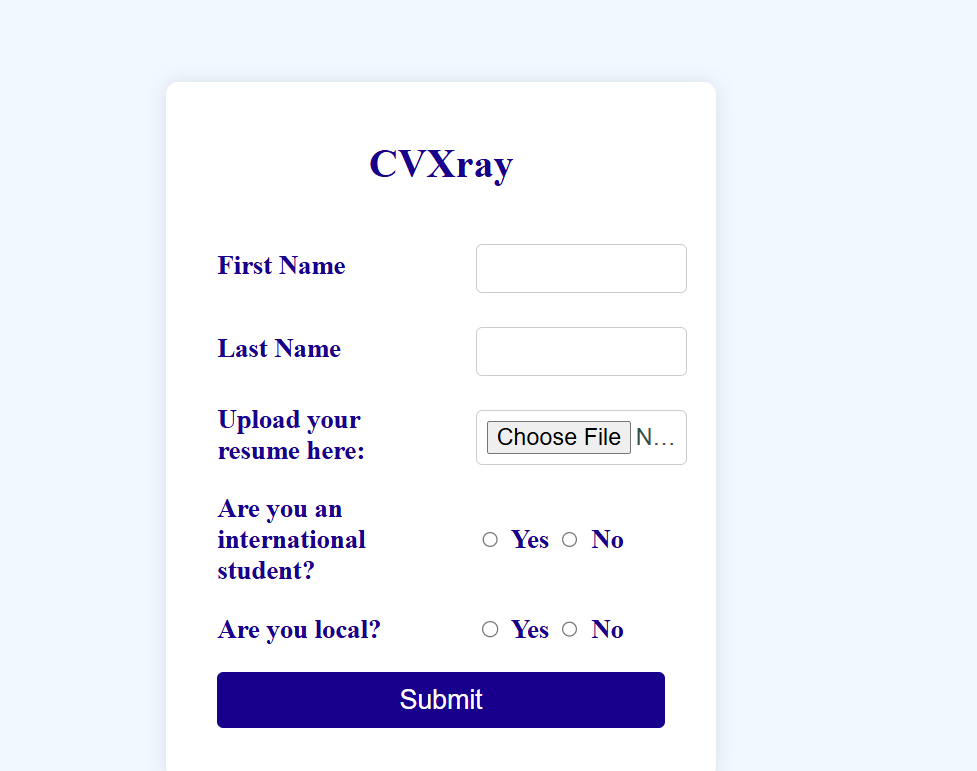 CVXray
First Name
Last Name
Upload your
resume here:
Choose File N...
Are you an
international
student?
Yes No
Are you local?
Yes No
Submit